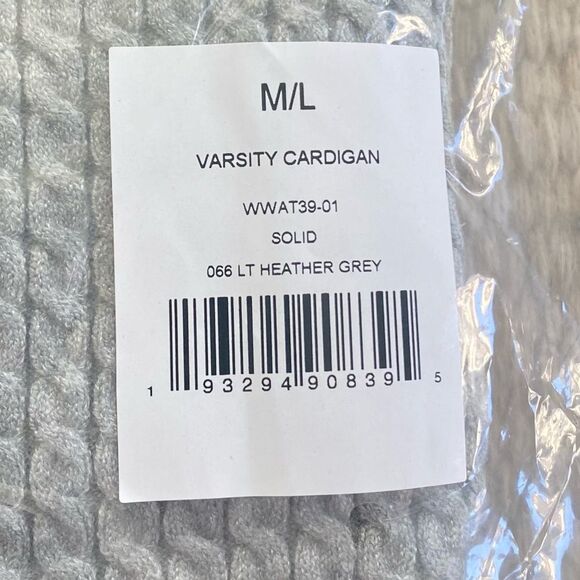 M/L
VARSITY CARDIGAN
WWAT39-01
SOLID
066 LT HEATHER GREY
1 93294 90839 5